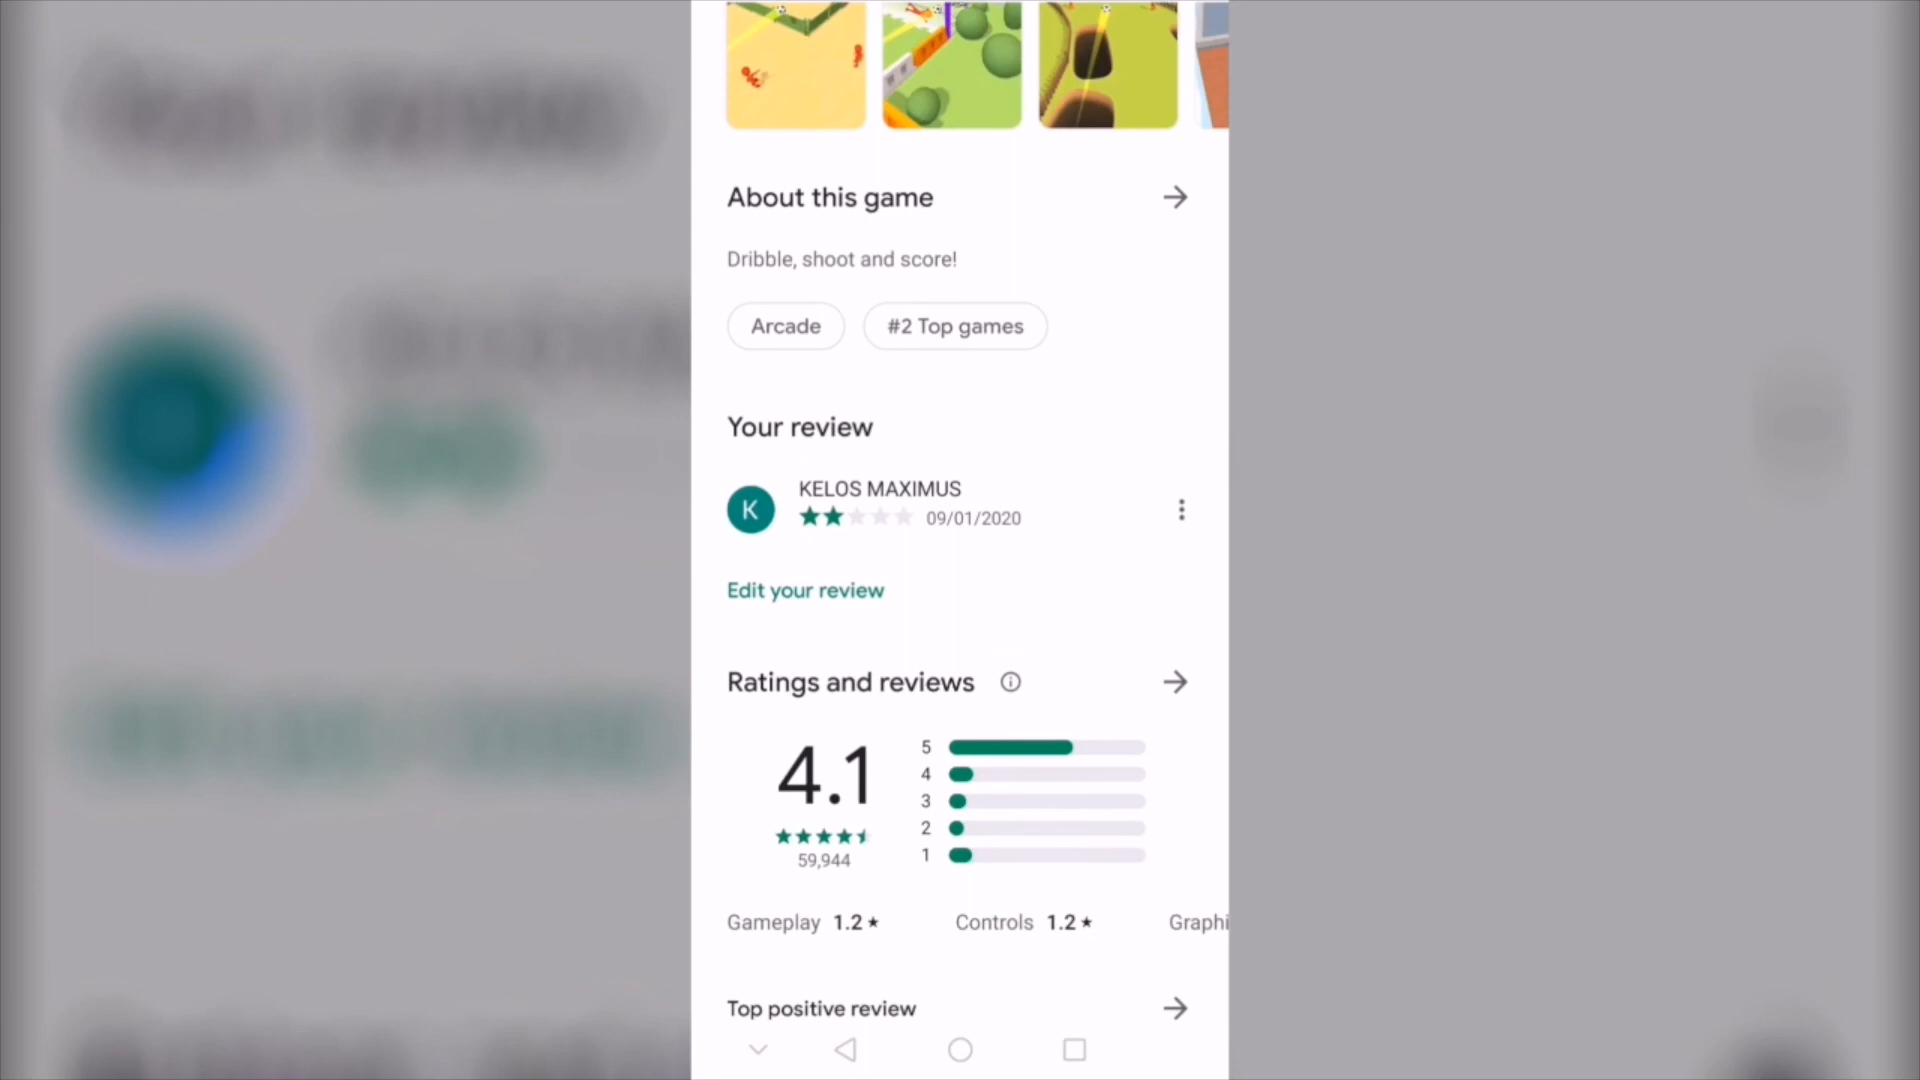 About this game
Dribble, shoot and score!
Arcade
#2 Top games
Your review
K
KELOS MAXIMUS
09/01/2020
Edit your review
Ratings and reviews
4.1
59,944
5
4
3
2
1
Gameplay 1.2★ Controls 1.2★ Graphi
Top positive review